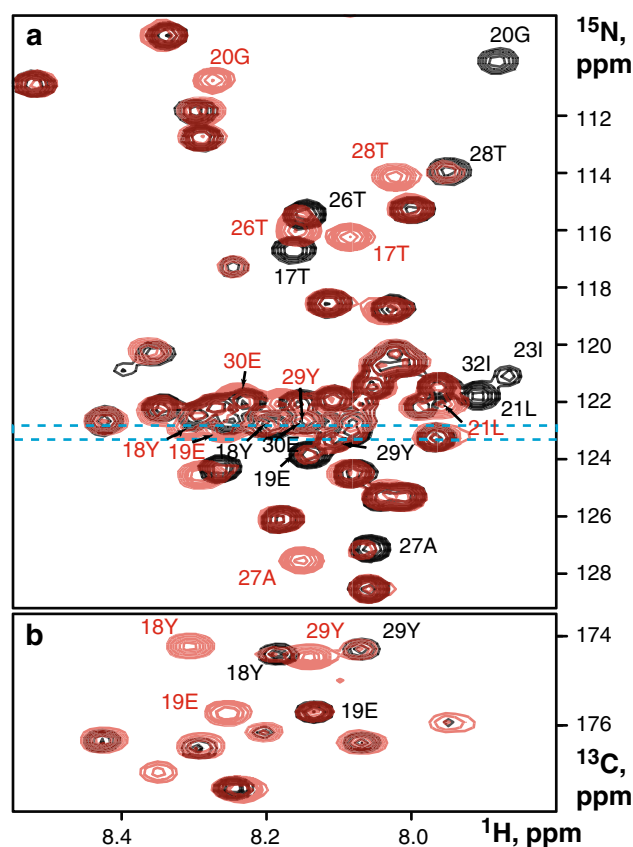 a
¹⁵N,
ppm
20G
20G
112
28T
28T
114
26T
26T
17T
17T
116
118
120
30E
29Y
32I
23I
122
21L
21L
18Y
19E
18Y
30E
19E
29Y
124
27A
27A
126
128
b
18Y
29Y
29Y
174
18Y
19E
19E
176
¹³C,
ppm
8.4
8.2
8.0
¹H, ppm